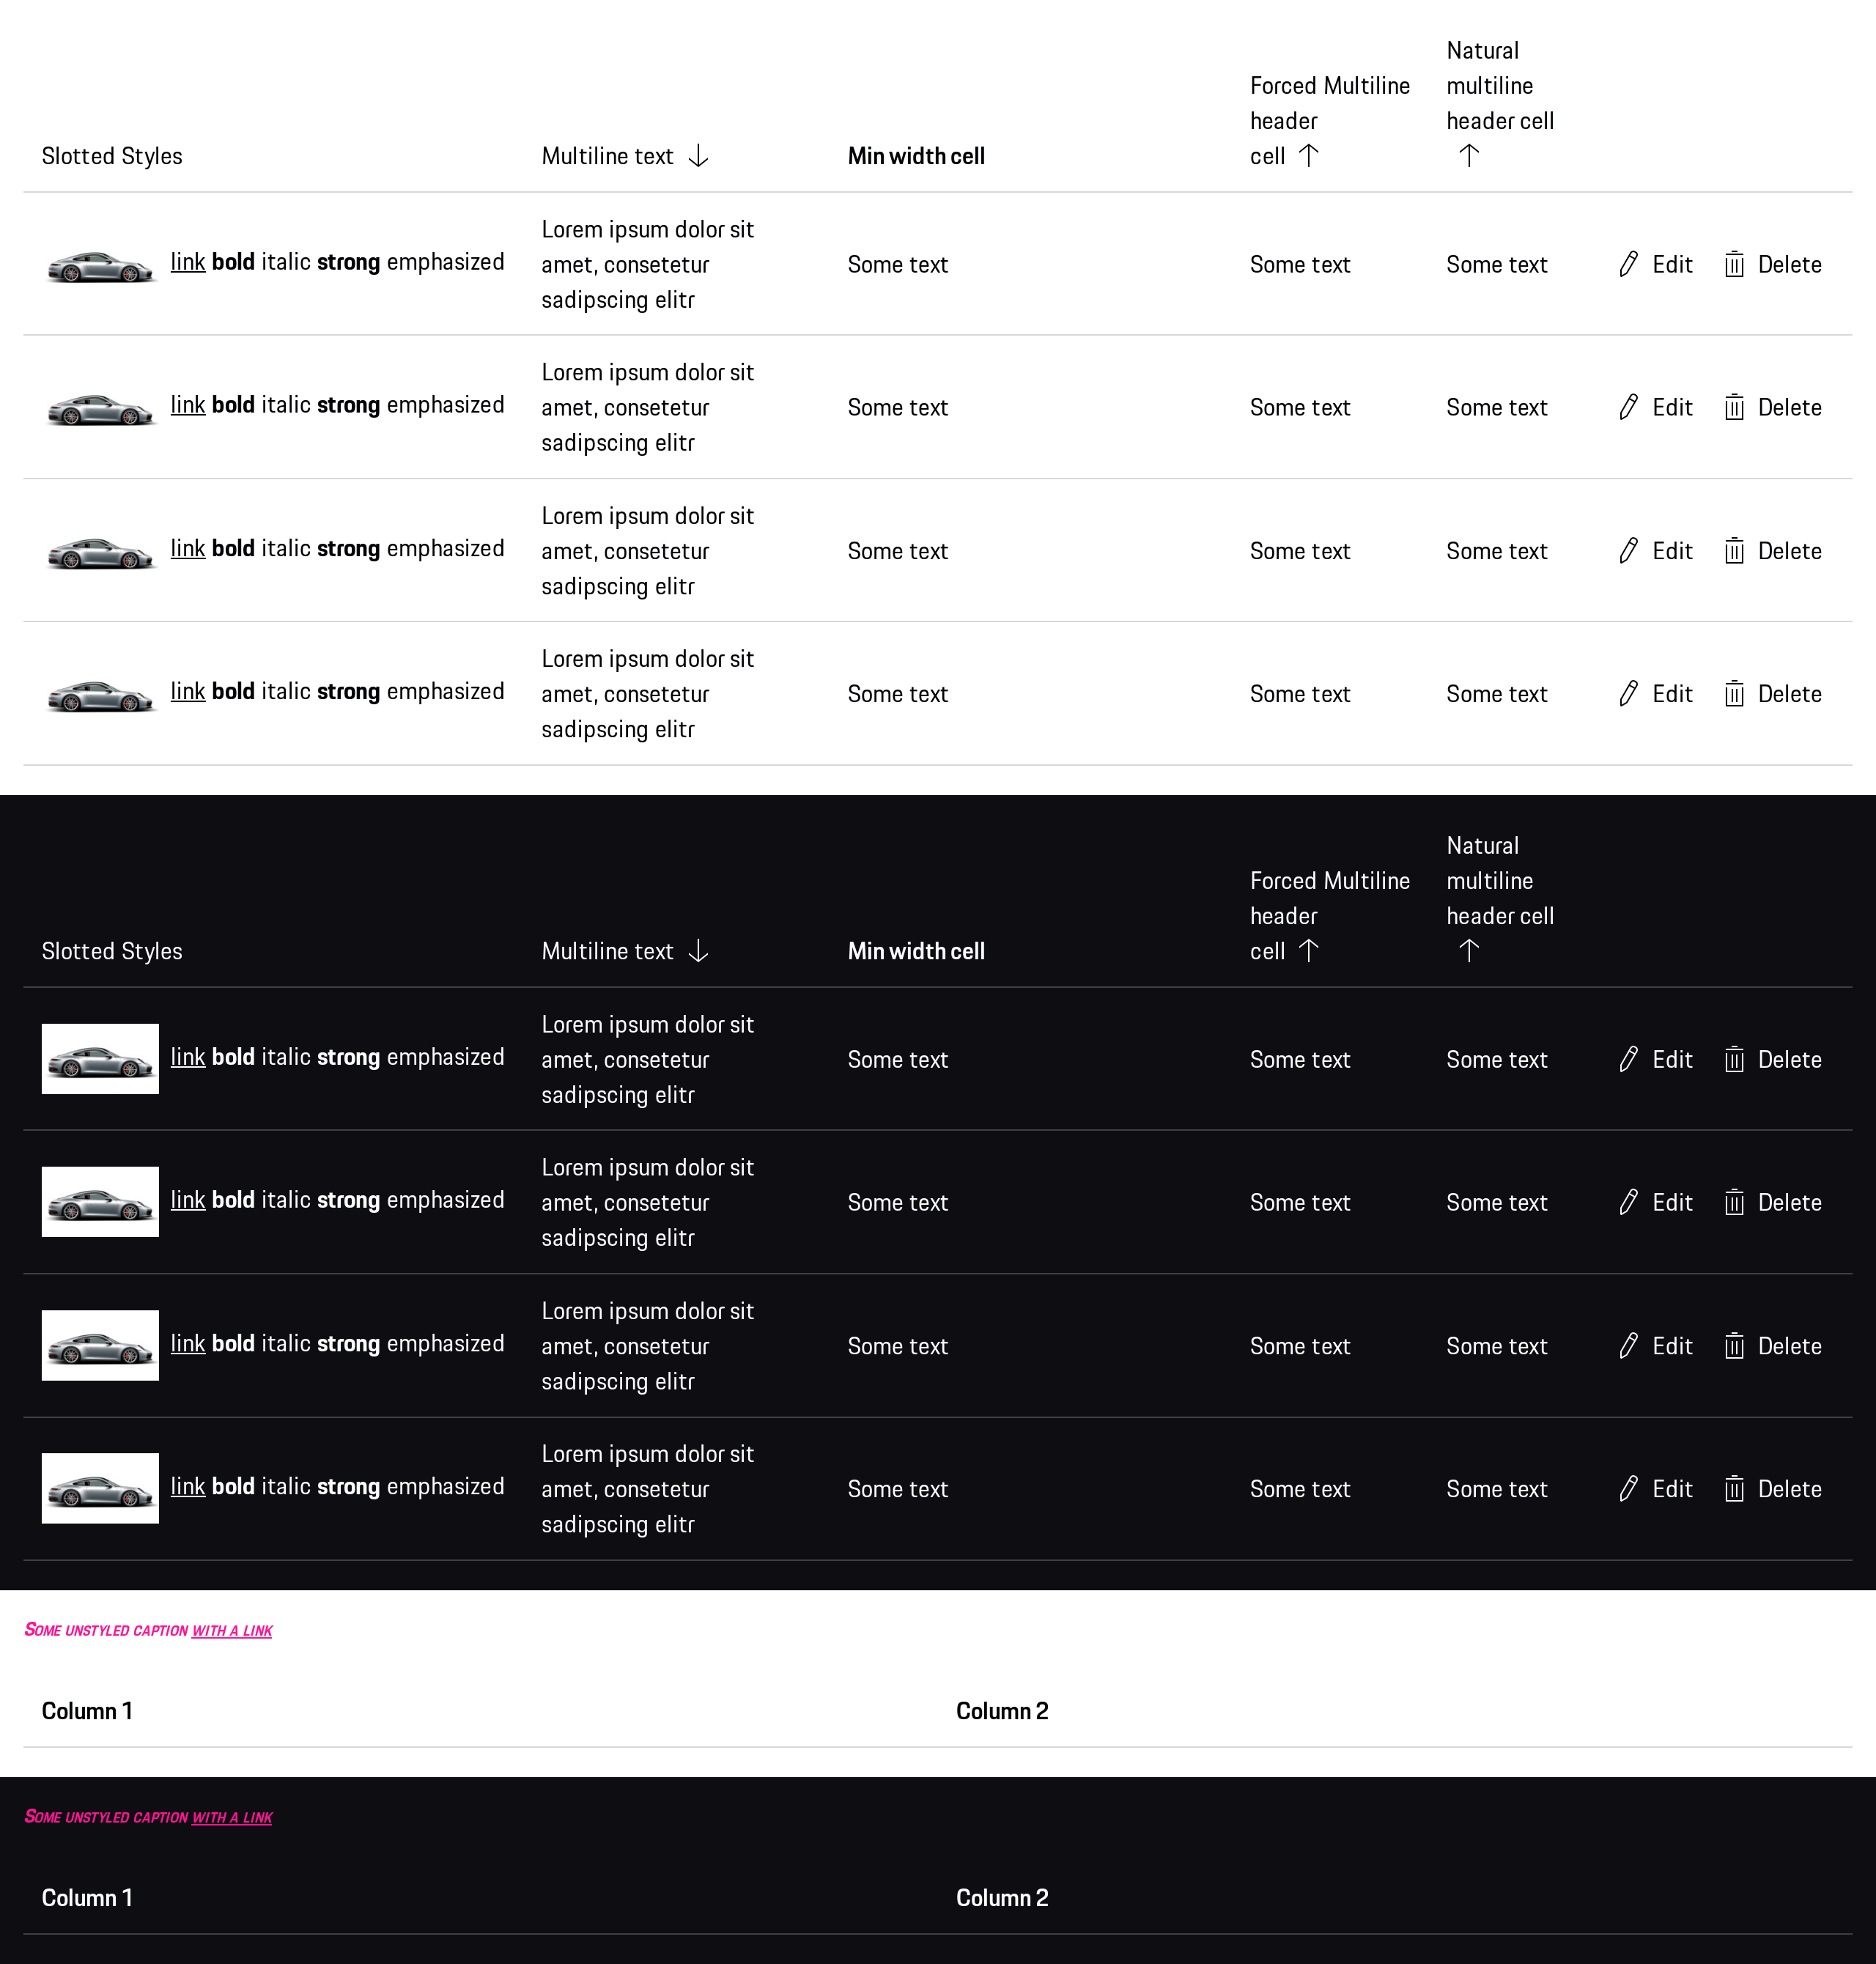 Natural
Forced Multiline multiline
header header cell
Slotted Styles Multiline text Min width cell cell
Lorem ipsum dolor sit
link bold italic strong emphasized amet, consetetur Some text Some text Some text Edit Delete
sadipscing elitr
Lorem ipsum dolor sit
link bold italic strong emphasized amet, consetetur Some text Some text Some text Edit Delete
sadipscing elitr
Lorem ipsum dolor sit
link bold italic strong emphasized amet, consetetur Some text Some text Some text Edit Delete
sadipscing elitr
Lorem ipsum dolor sit
link bold italic strong emphasized amet, consetetur Some text Some text Some text Edit Delete
sadipscing elitr
Natural
Forced Multiline multiline
header header cell
Slotted Styles Multiline text Min width cell cell
Lorem ipsum dolor sit
link bold italic strong emphasized amet, consetetur Some text Some text Some text Edit Delete
sadipscing elitr
Lorem ipsum dolor sit
link bold italic strong emphasized amet, consetetur Some text Some text Some text Edit Delete
sadipscing elitr
Lorem ipsum dolor sit
link bold italic strong emphasized amet, consetetur Some text Some text Some text Edit Delete
sadipscing elitr
Lorem ipsum dolor sit
link bold italic strong emphasized amet, consetetur Some text Some text Some text Edit Delete
sadipscing elitr
Some unstyled caption with a link
Column 1 Column 2
Some unstyled caption with a link
Column 1 Column 2